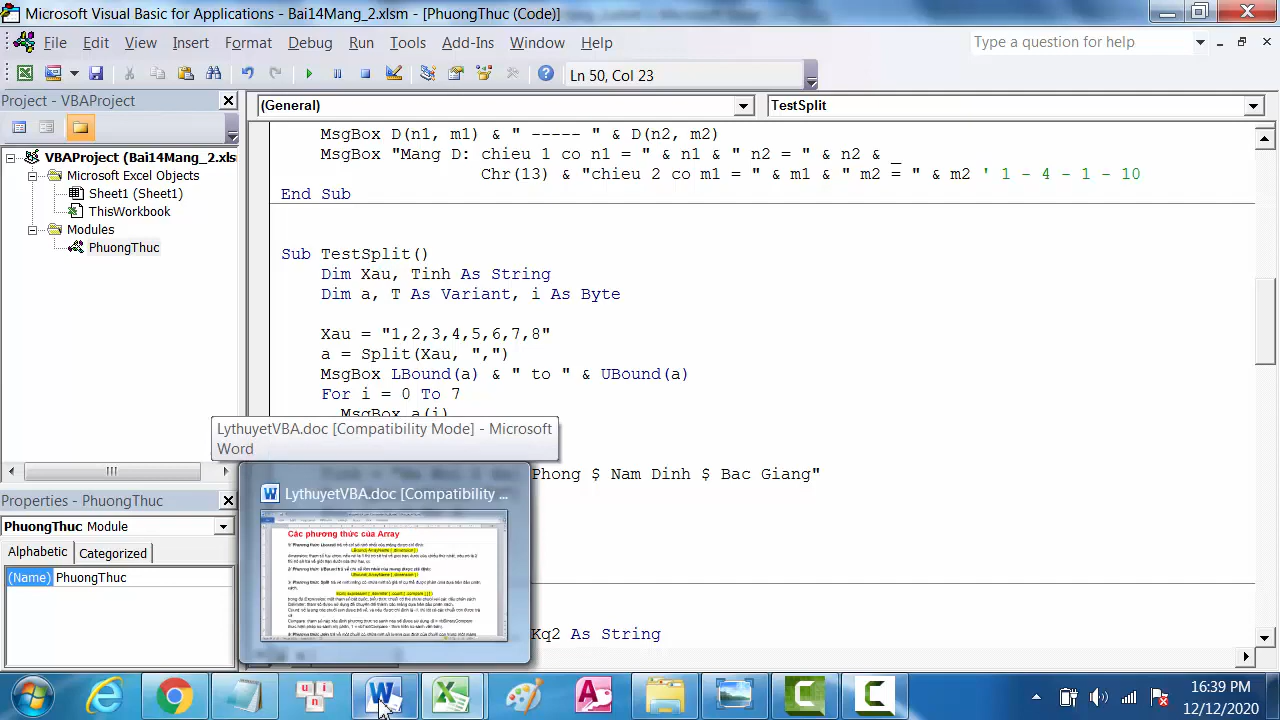 Microsoft Visual Basic for Applications - Bai14Mang_2.xlsm - [PhuongThuc (Code)]
File Edit View Insert Format Debug Run Tools Add-Ins Window Help
Type a question for help
Ln 50, Col 23
Project - VBAProject
(General)
TestSplit
VBAProject (Bai14Mang_2.xls
Microsoft Excel Objects
Sheet1 (Sheet1)
ThisWorkbook
Modules
PhuongThuc
MsgBox D(n1, m1) & " ----- " & D(n2, m2)
MsgBox "Mang D: chieu 1 co n1 = " & n1 & " n2 = " & n2 & _
Chr(13) & "chieu 2 co m1 = " & m1 & " m2 = " & m2 ' 1 - 4 - 1 - 10
End Sub
Sub TestSplit()
Dim Xau, Tinh As String
Dim a, T As Variant, i As Byte
Xau = "1,2,3,4,5,6,7,8"
a = Split(Xau, ",")
MsgBox LBound(a) & " to " & UBound(a)
For i = 0 To 7
MsgBox a(i)
Phong $ Nam Dinh $ Bac Giang"
Kq2 As String
Properties - PhuongThuc
PhuongThuc Module
Alphabetic Categorized
(Name) Phuon
LythuyetVBA.doc [Compatibility Mode] - Microsoft
Word
LythuyetVBA.doc [Compatibility ...
Các phương thức của Array
16:39 PM
12/12/2020